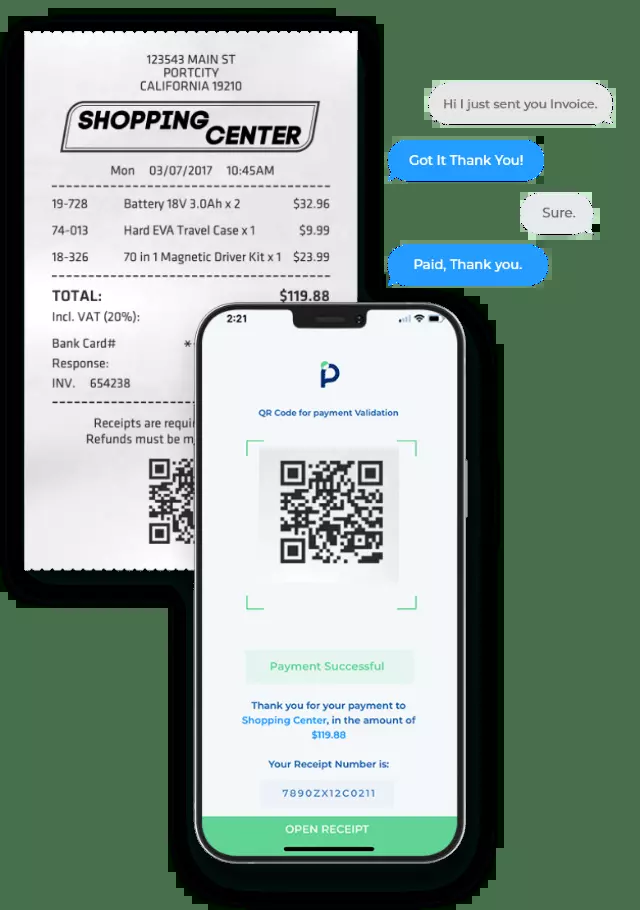 123543 MAIN ST
PORTCITY
CALIFORNIA 19210
SHOPPING
CENTER
Mon 03/07/2017 10:45AM
19-728 Battery 18V 3.0Ah x 2 $32.96
74-013 Hard EVA Travel Case x 1 $9.99
18-326 70 in 1 Magnetic Driver Kit x 1 $23.99
TOTAL: $119.88
Incl. VAT (20%):
Bank Card# *
Response:
INV. 654238
Receipts are
Refunds must be
Hi I just sent you Invoice.
Got It Thank You!
Sure.
Paid, Thank you.
2:21
QR Code for payment Validation
Payment Successful
Thank you for your payment to
Shopping Center, in the amount of
$119.88
Your Receipt Number is:
7890ZX12C0211
OPEN RECEIPT